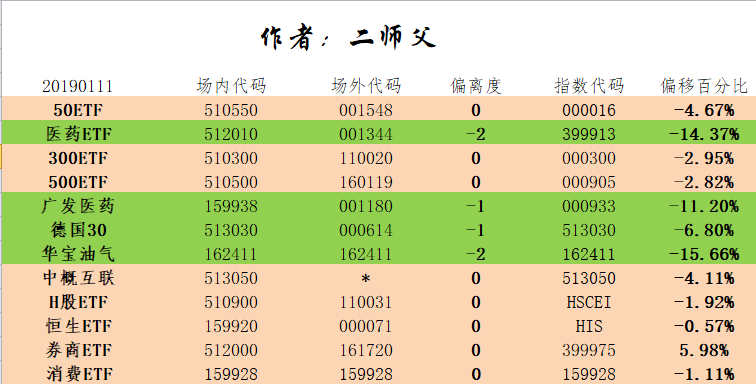 作者：二师父
20190111 场内代码 场外代码 偏离度 指数代码 偏移百分比
50ETF 510550 001548 0 000016 -4.67%
医药ETF 512010 001344 -2 399913 -14.37%
300ETF 510300 110020 0 000300 -2.95%
500ETF 510500 160119 0 000905 -2.82%
广发医药 159938 001180 -1 000933 -11.20%
德国30 513030 000614 -1 513030 -6.80%
华宝油气 162411 162411 -2 162411 -15.66%
中概互联 513050 * 0 513050 -4.11%
H股ETF 510900 110031 0 HSCEI -1.92%
恒生ETF 159920 000071 0 HIS -0.57%
券商ETF 512000 161720 0 399975 5.98%
消费ETF 159928 159928 0 159928 -1.11%